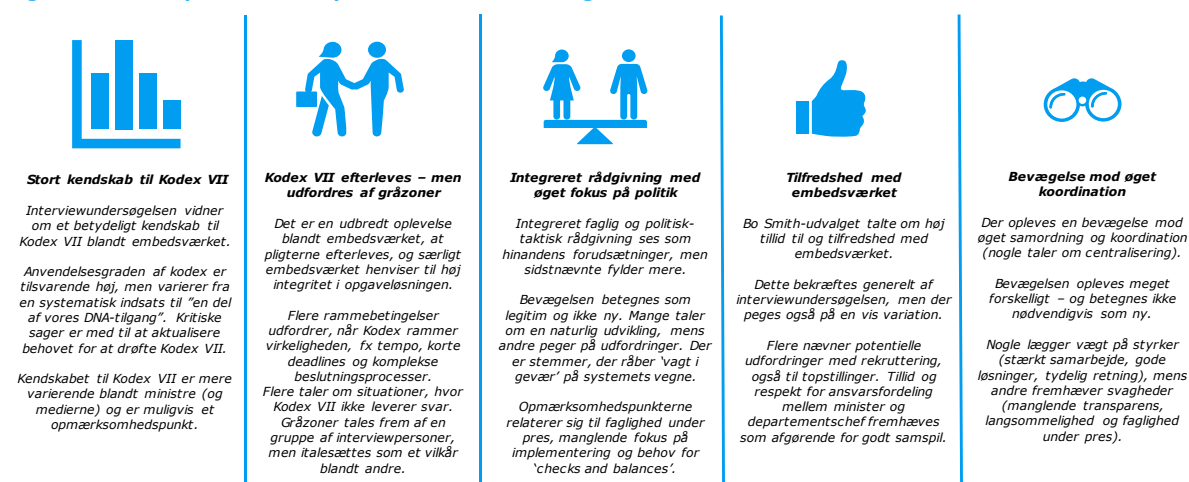 Stort kendskab til Kodex VII
Interviewundersøgelsen vidner
om et betydeligt kendskab til
Kodex VII blandt embedsværket.
Anvendelsesgraden af kodex er
tilsvarende høj, men varierer fra
en systematisk indsats til ”en del
af vores DNA-tilgang”. Kritiske
sager er med til at aktualisere
behovet for at drøfte Kodex VII.
Kendskabet til Kodex VII er mere
varierende blandt ministre (og
medierne) og er muligvis et
opmærksomhedspunkt.
Kodex VII efterleves – men
udfordres af gråzoner
Det er en udbredt oplevelse
blandt embedsværket, at
pligterne efterleves, og særligt
embedsværket henviser til høj
integritet i opgaveløsningen.
Flere rammebetingelser
udfordrer, når Kodex rammer
virkeligheden, fx tempo, korte
deadlines og komplekse
beslutningsprocesser.
Flere taler om situationer, hvor
Kodex VII ikke leverer svar.
Gråzoner tales frem af en
gruppe af interviewpersoner,
men italesættes som et vilkår
blandt andre.
Integreret rådgivning med
øget fokus på politik
Integreret faglig og politisk-
taktisk rådgivning ses som
hinandens forudsætninger, men
sidstnævnte fylder mere.
Bevægelsen betegnes som
legitim og ikke ny. Mange taler
om en naturlig udvikling, mens
andre peger på udfordringer. Der
er stemmer, der råber ‘vagt i
gevær’ på systemets vegne.
Opmærksomhedspunkterne
relaterer sig til faglighed under
pres, manglende fokus på
implementering og behov for
‘checks and balances’.
Tilfredshed med
embedsværket
Bo Smith-udvalget talte om høj
tillid til og tilfredshed med
embedsværket.
Dette bekræftes generelt af
interviewundersøgelsen, men der
peges også på en vis variation.
Flere nævner potentielle
udfordringer med rekruttering,
også til topstillinger. Tillid og
respekt for ansvarsfordeling
mellem minister og
departementschef fremhæves
som afgørende for godt samspil.
Bevægelse mod øget
koordination
Der opleves en bevægelse mod
øget samordning og koordination
(nogle taler om centralisering).
Bevægelsen opleves meget
forskelligt – og betegnes ikke
nødvendigvis som ny.
Nogle lægger vægt på styrker
(stærkt samarbejde, gode
løsninger, tydelig retning), mens
andre fremhæver svagheder
(manglende transparens,
langsommelighed og faglighed
under pres).